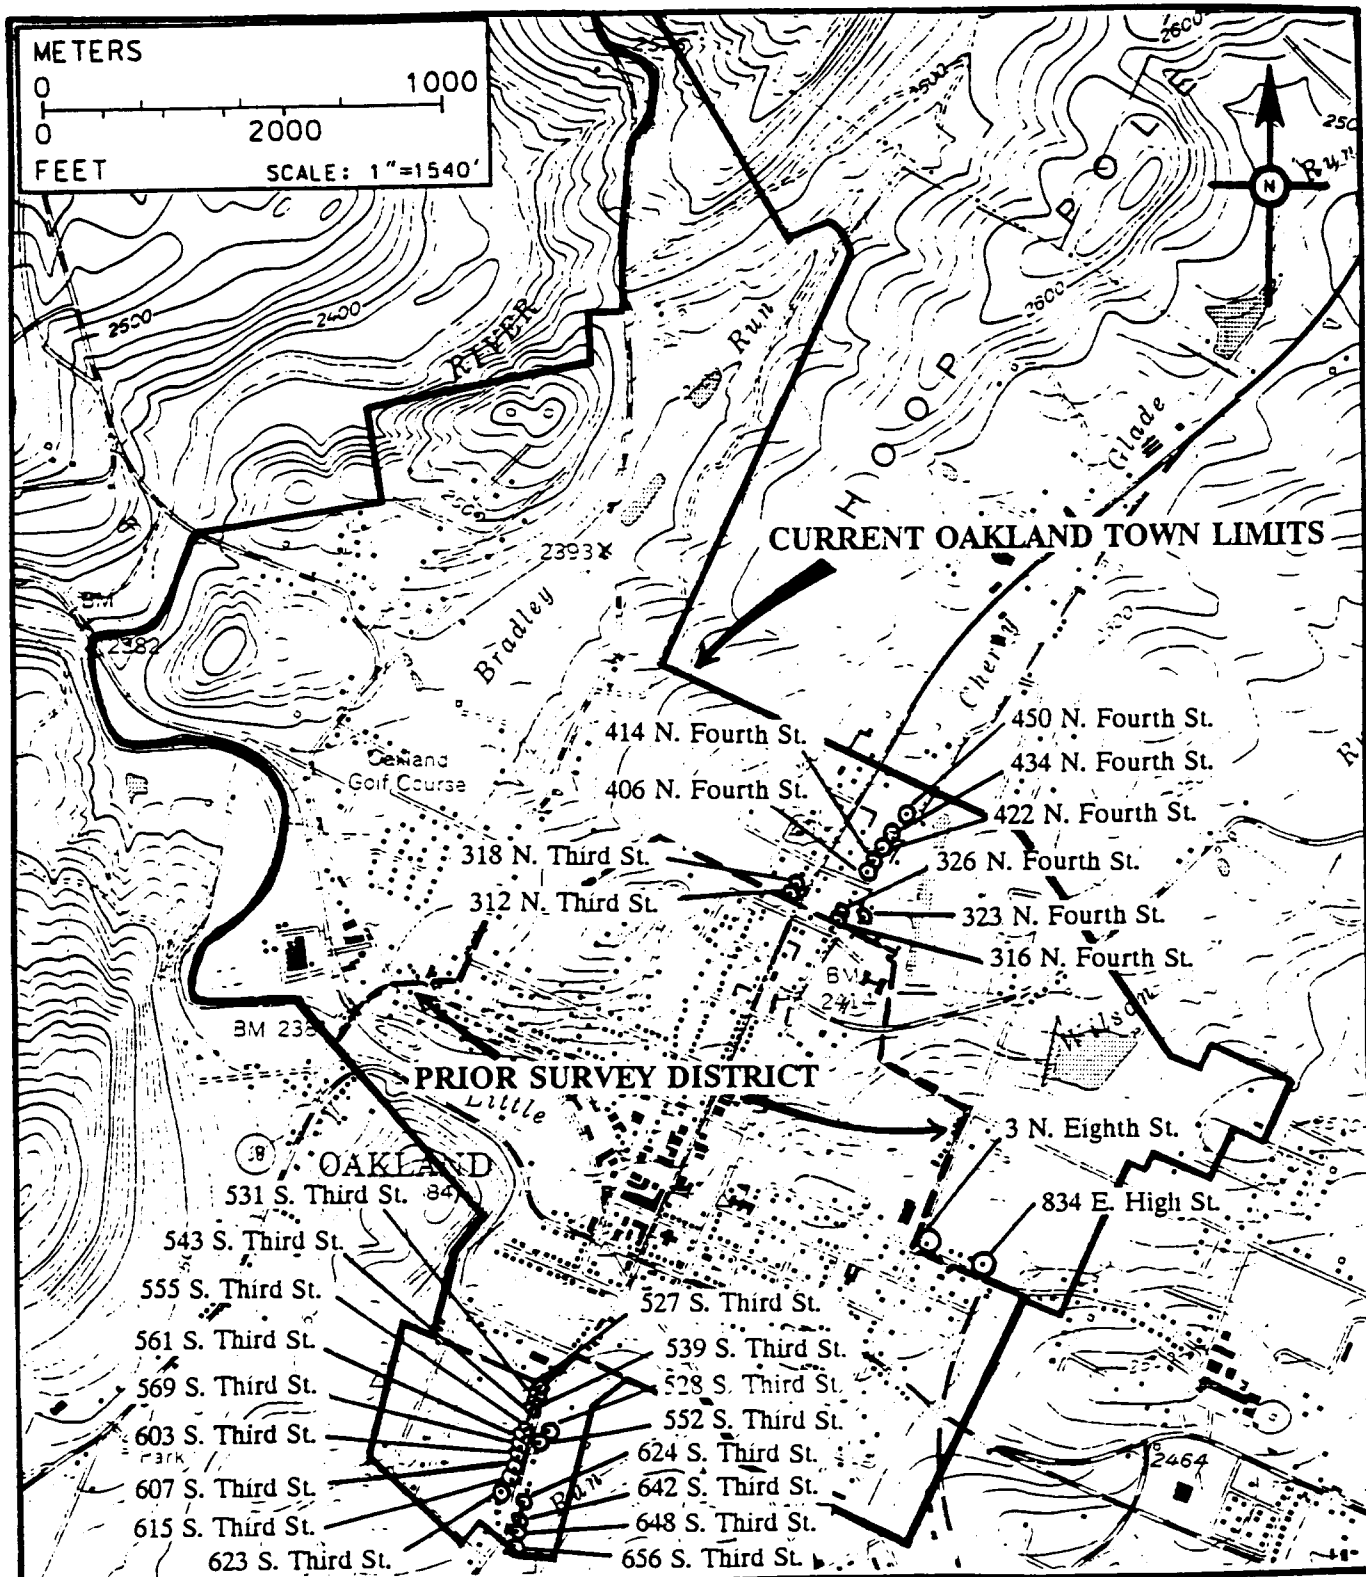 METERS
0 1000
0 2000
FEET SCALE: 1"=1540'
2600
2500
250
Run
N
HOOP POLE
2500
2400
RIVER
Run
2600
Glade
CURRENT OAKLAND TOWN LIMITS
2393
BM
2382
Bradley
Cherry
414 N. Fourth St.
450 N. Fourth St.
434 N. Fourth St.
Oakland
Golf Course
406 N. Fourth St.
422 N. Fourth St.
318 N. Third St.
326 N. Fourth St.
312 N. Third St.
323 N. Fourth St.
316 N. Fourth St.
BM
Wilson
BM 238
PRIOR SURVEY DISTRICT
Little
3 N. Eighth St.
OAKLAND
531 S. Third St.
84
834 E. High St.
543 S. Third St.
555 S. Third St.
527 S. Third St.
561 S. Third St.
539 S. Third St.
569 S. Third St.
528 S. Third St.
603 S. Third St.
552 S. Third St.
Park
624 S. Third St.
2464
607 S. Third St.
Run
642 S. Third St.
615 S. Third St.
648 S. Third St.
623 S. Third St.
656 S. Third St.